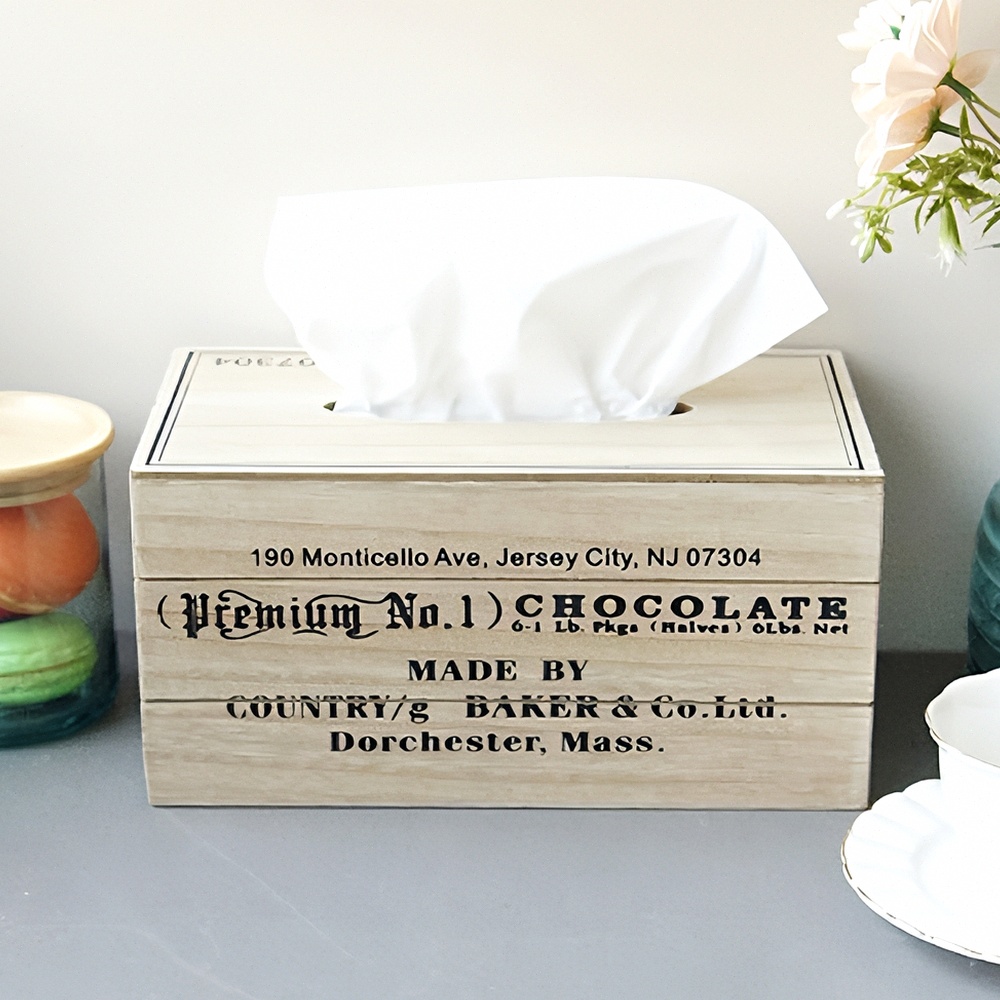 07304
190 Monticello Ave, Jersey City, NJ 07304
(Premium No.1) CHOCOLATE
6-1 Lb. Pkgs (Halves) 6Lbs. Net
MADE BY
COUNTRY/g BAKER & Co.Ltd.
Dorchester, Mass.